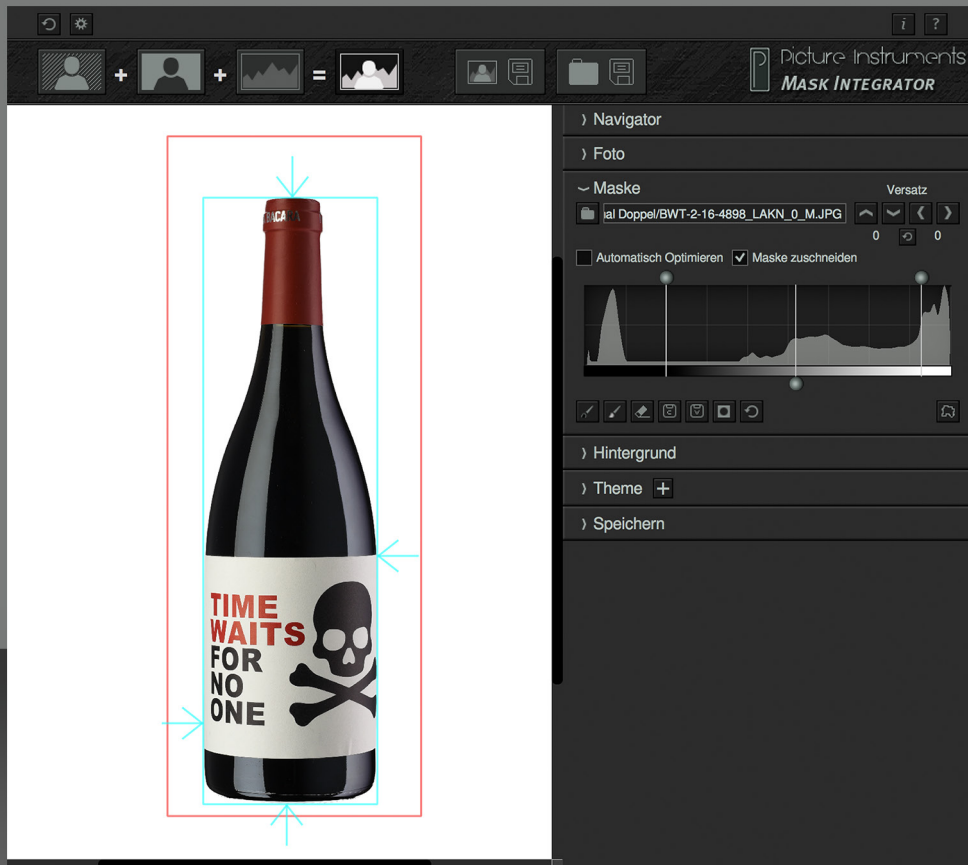 i ?
+ + =
Picture Instruments
MASK INTEGRATOR
Navigator
Foto
Maske
Versatz
al Doppel/BWT-2-16-4898_LAKN_0_M.JPG
0 0
Automatisch Optimieren Maske zuschneiden
Hintergrund
Theme +
Speichern
BACA
TIME
WAITS
FOR
NO
ONE